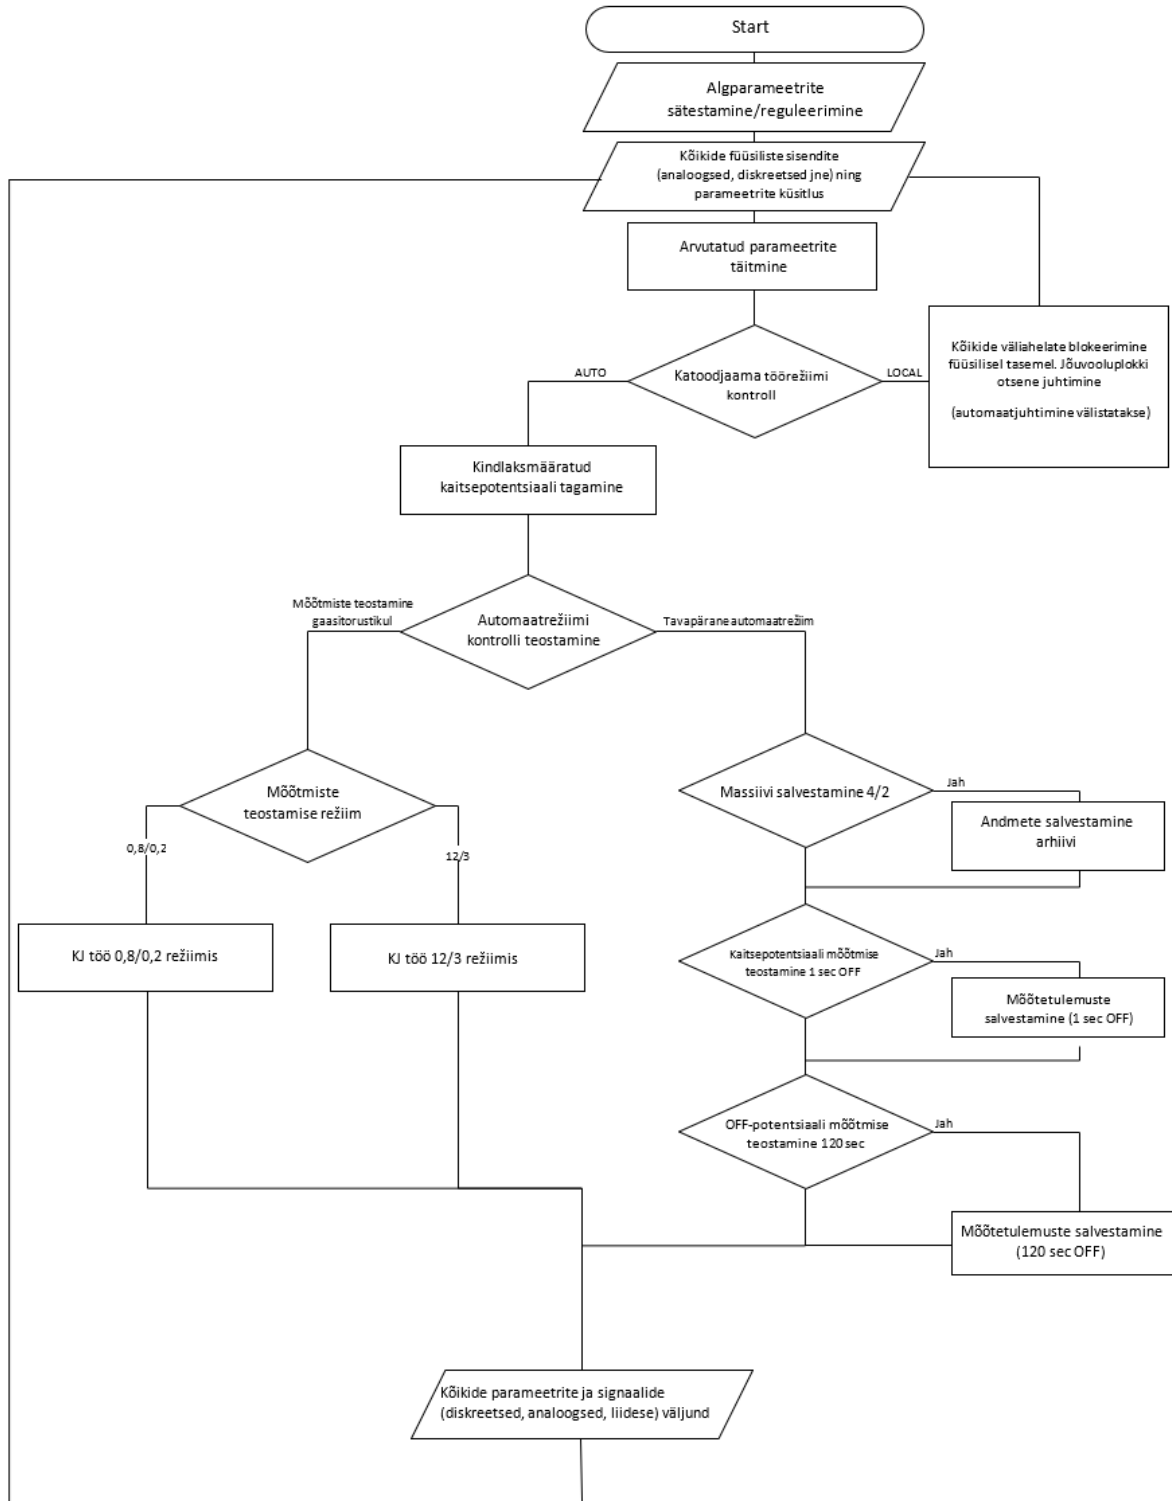 Start
Algparameetrite
sätestamine/reguleerimine
Kõikide füüsiliste sisendite
(analoogsed, diskreetsed jne) ning
parameetrite küsitlus
Arvutatud parameetrite
täitmine
Katoodjaama töörežiimi
kontroll
AUTO
LOCAL
Kõikide väliahelate blokeerimine
füüsilisel tasemel. Jõuvooluplokki
otsene juhtimine
(automaatjuhtimine välistatakse)
Kindlaksmääratud
kaitsepotentsiaali tagamine
Automaatrežiimi
kontrolli teostamine
Mõõtmiste teostamine
gaasitorustikul
Tavapärane automaatrežiim
Mõõtmiste
teostamise režiim
0,8/0,2
12/3
KJ töö 0,8/0,2 režiimis
KJ töö 12/3 režiimis
Massiivi salvestamine 4/2
Jah
Andmete salvestamine
arhiivi
Kaitsepotentsiaali mõõtmise
teostamine 1 sec OFF
Jah
Mõõtetulemuste
salvestamine (1 sec OFF)
OFF-potentsiaali mõõtmise
teostamine 120 sec
Jah
Mõõtetulemuste salvestamine
(120 sec OFF)
Kõikide parameetrite ja signaalide
(diskreetsed, analoogsed, liidese) väljund